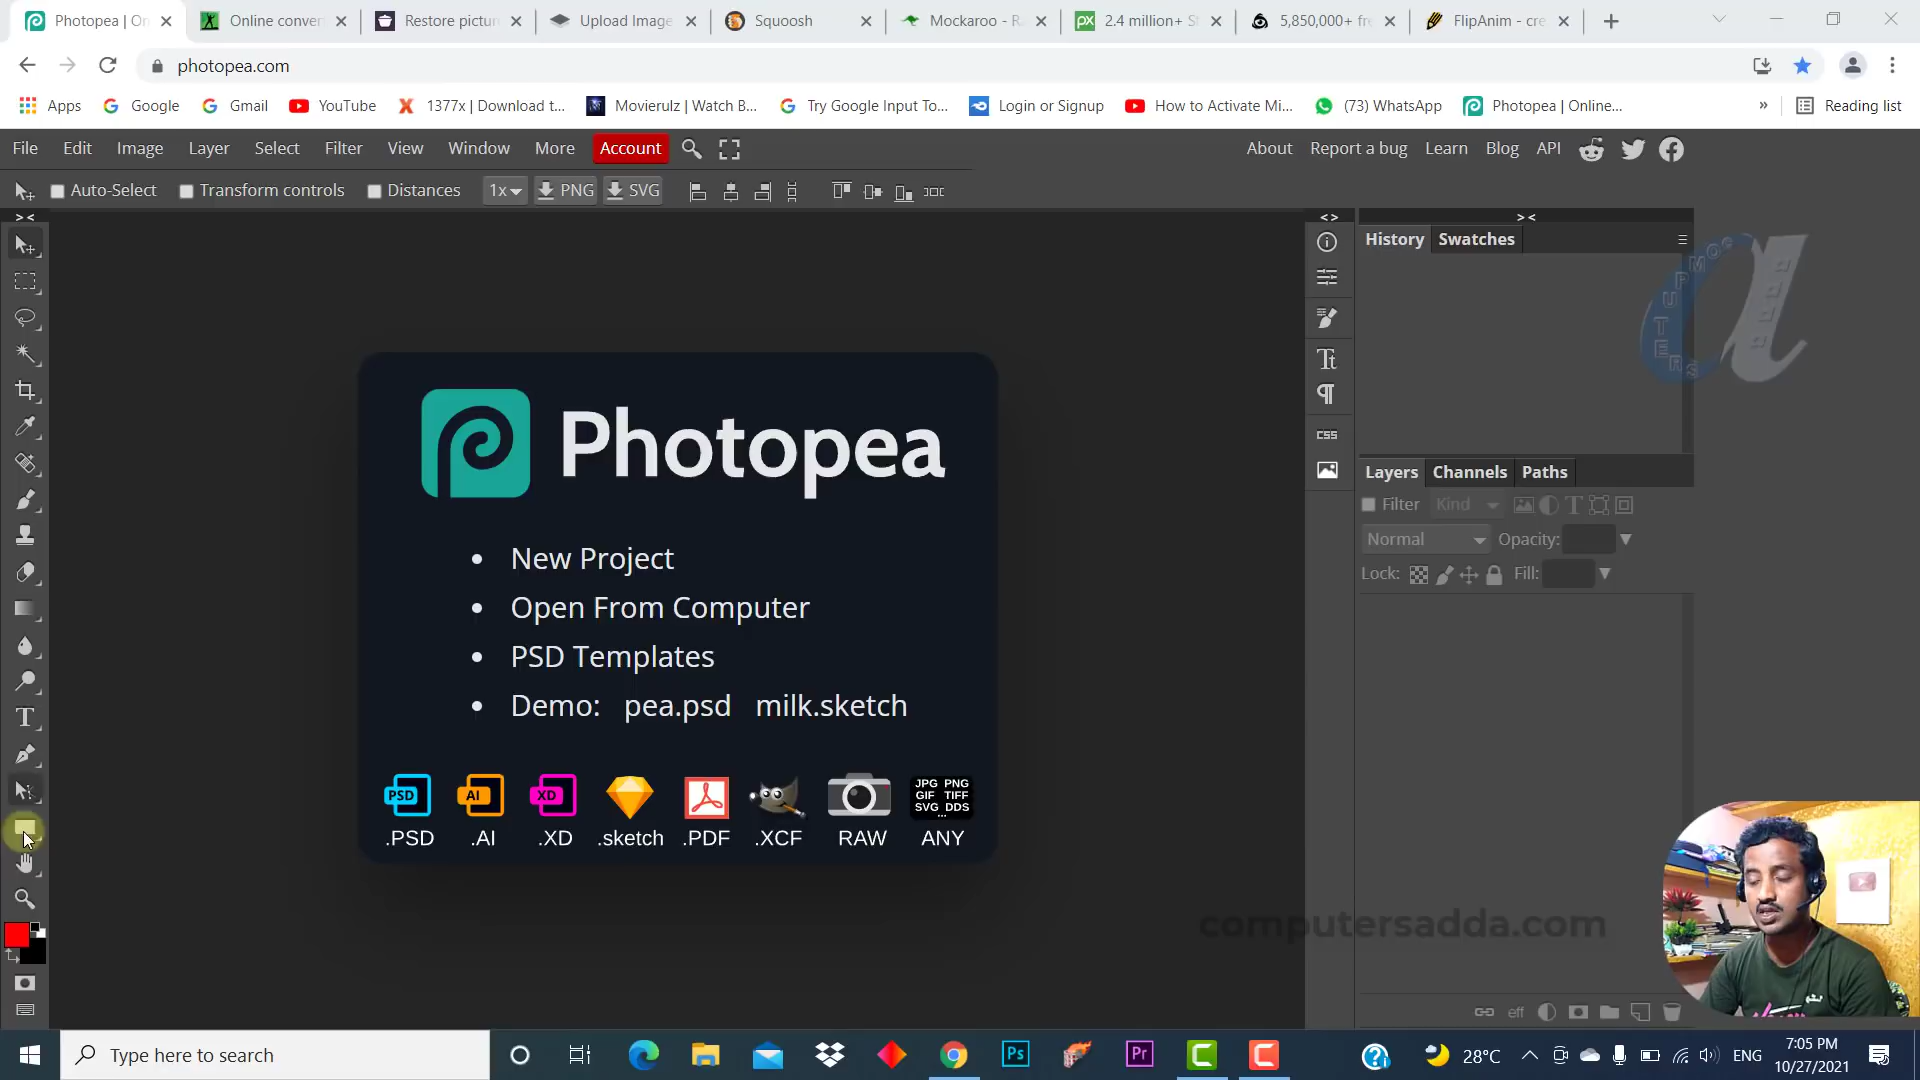 Photopea | On
Online conver
Restore pictur
Upload Image
Squoosh
Mockaroo - Ra
2.4 million+ St
5,850,000+ fre
FlipAnim - cre
photopea.com
Apps
Google
Gmail
YouTube
1377x | Download t...
Movierulz | Watch B...
Try Google Input To...
Login or Signup
How to Activate Mi...
(73) WhatsApp
Photopea | Online...
»
Reading list
File Edit Image Layer Select Filter View Window More Account
About Report a bug Learn Blog API
Auto-Select Transform controls Distances 1x PNG SVG
> <
< >
> <
History Swatches
COMPUTERS
a
Photopea
• New Project
• Open From Computer
• PSD Templates
• Demo: pea.psd milk.sketch
PSD AI XD JPG PNG
GIF TIFF
SVG DDS
...
.PSD .AI .XD .sketch .PDF .XCF RAW ANY
css
Layers Channels Paths
Filter Kind
Normal Opacity:
Lock: Fill:
computersadda.com
eff
Type here to search
Ps
Pr
28°C
ENG
7:05 PM
10/27/2021